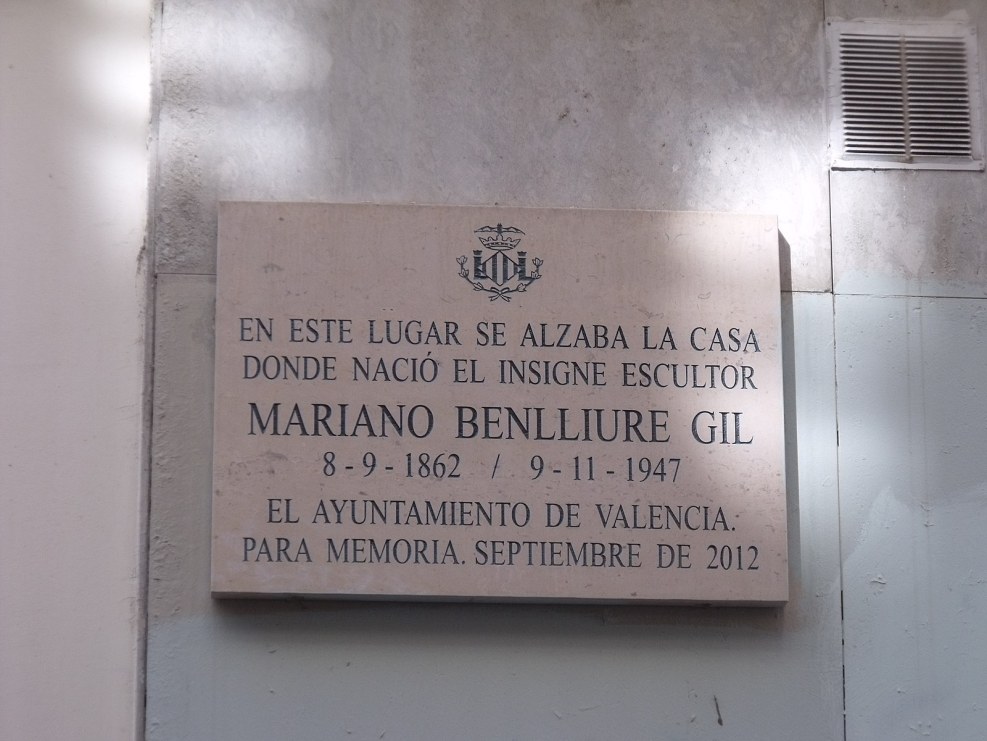 EN ESTE LUGAR SE ALZABA LA CASA
DONDE NACIÓ EL INSIGNE ESCULTOR
MARIANO BENLLIURE GIL
8 - 9 - 1862 / 9 - 11 - 1947
EL AYUNTAMIENTO DE VALENCIA.
PARA MEMORIA. SEPTIEMBRE DE 2012